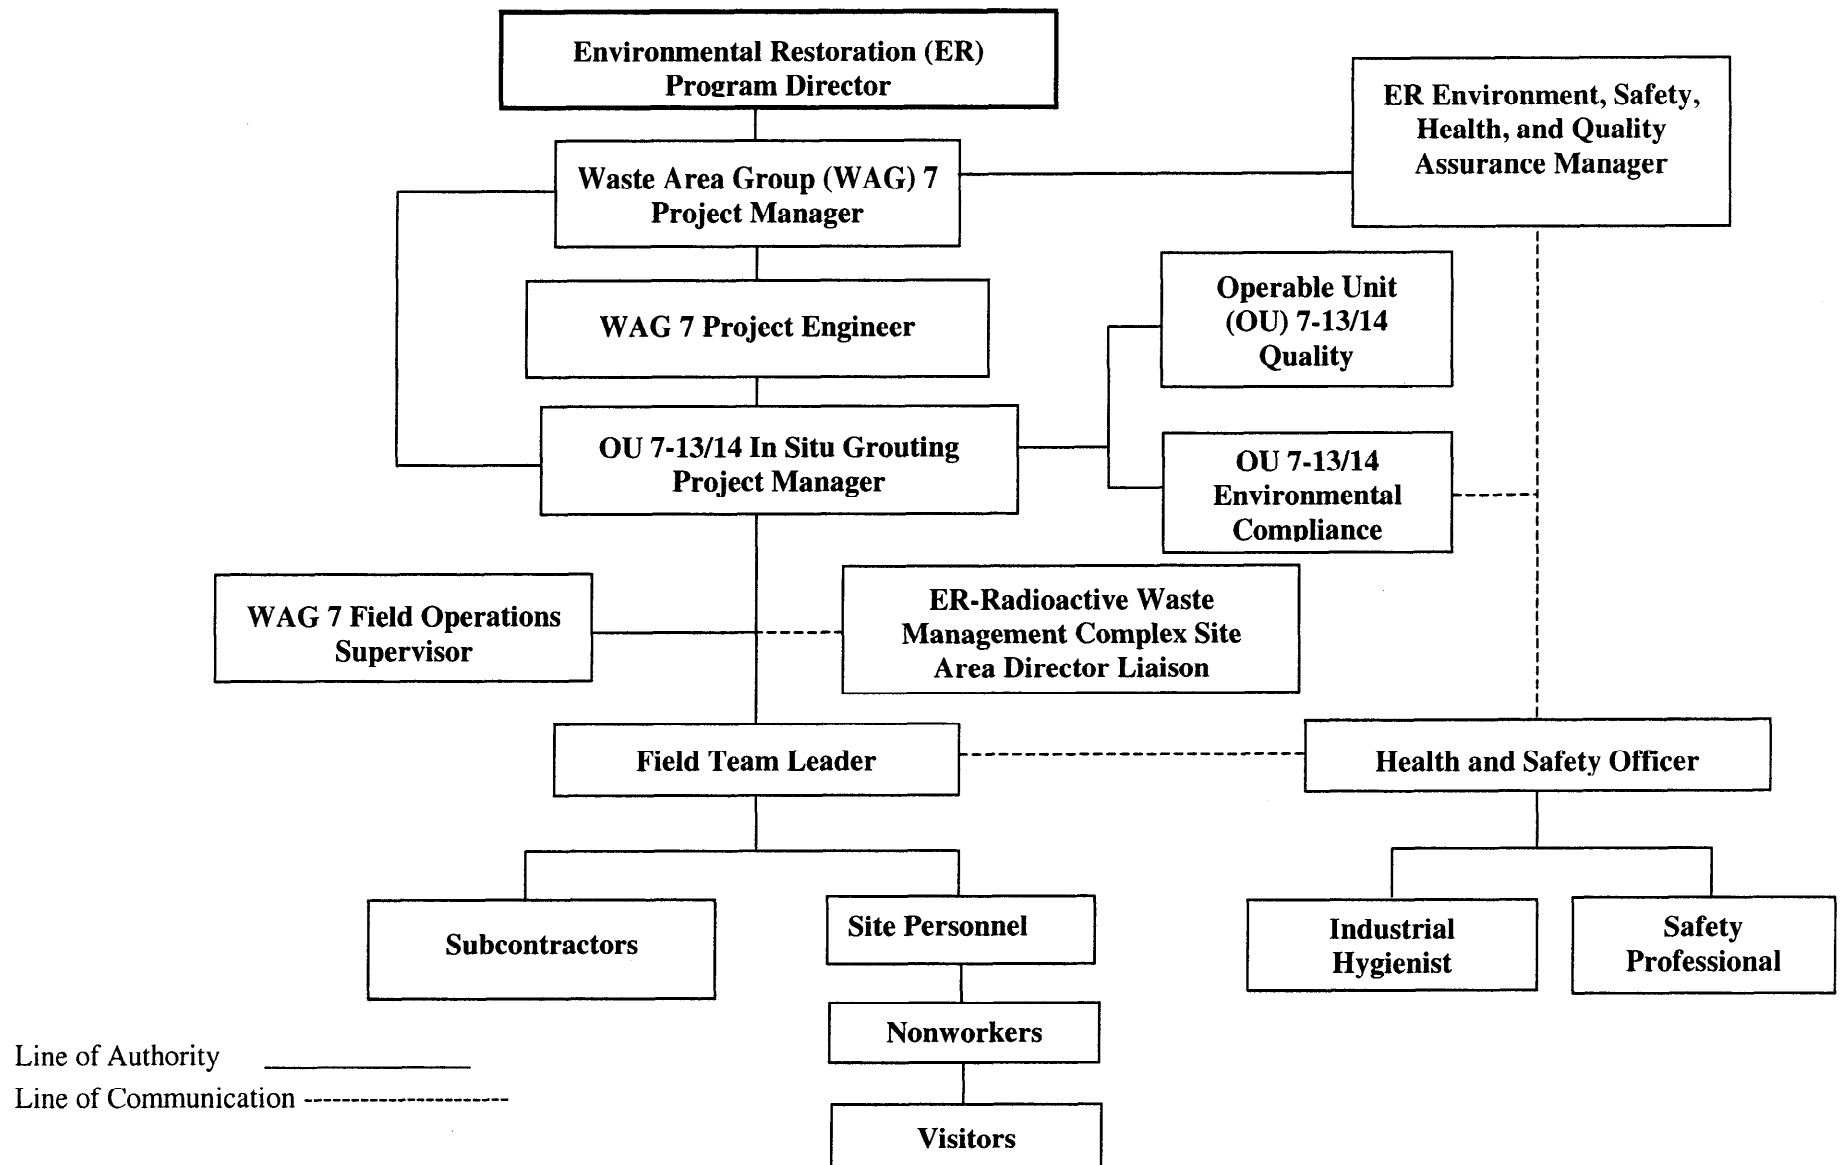 Environmental Restoration (ER)
Program Director
ER Environment, Safety,
Health, and Quality
Assurance Manager
Waste Area Group (WAG) 7
Project Manager
WAG 7 Project Engineer
Operable Unit
(OU) 7-13/14
Quality
OU 7-13/14 In Situ Grouting
Project Manager
OU 7-13/14
Environmental
Compliance
WAG 7 Field Operations
Supervisor
ER-Radioactive Waste
Management Complex Site
Area Director Liaison
Field Team Leader
Health and Safety Officer
Subcontractors
Site Personnel
Industrial
Hygienist
Safety
Professional
Nonworkers
Visitors
Line of Authority
Line of Communication